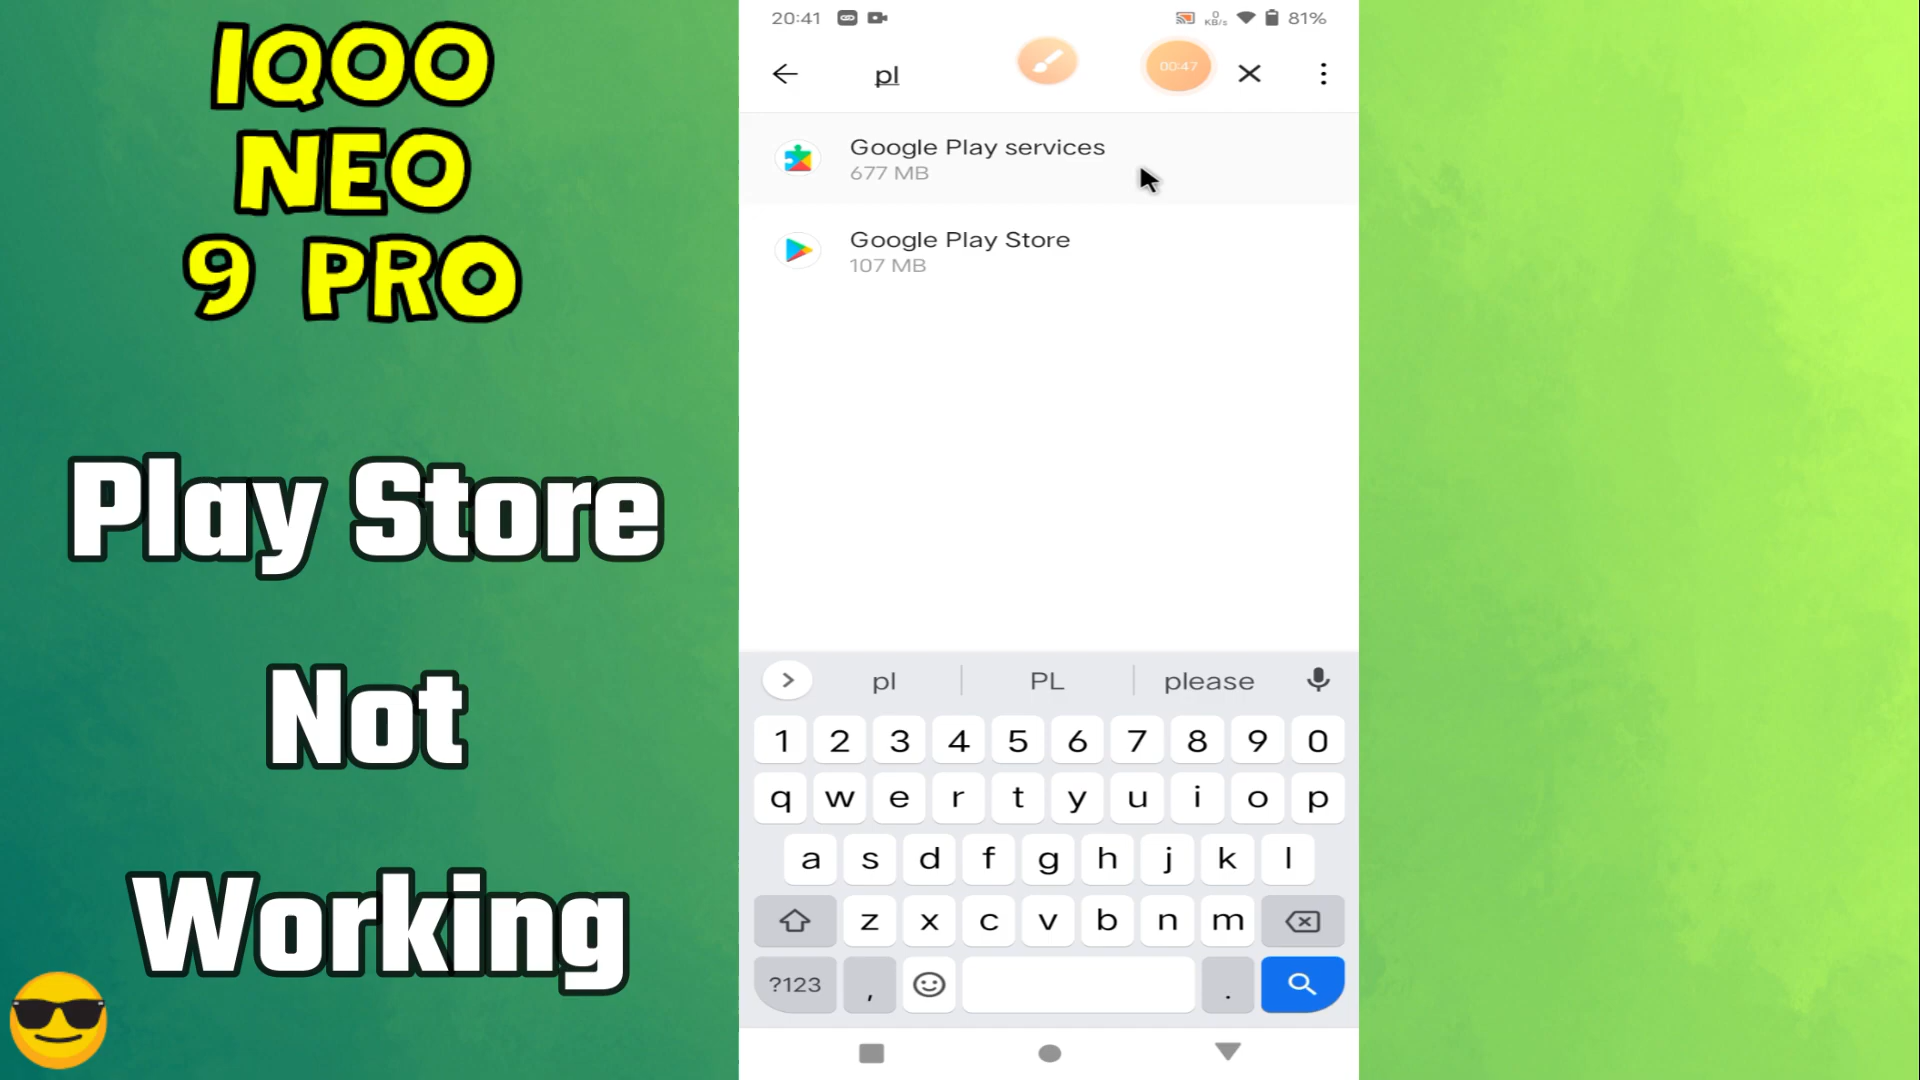 IQOO
NEO
9 PRO
Play Store
Not
Working
20:41
0
KB/s
81%
pl
00:47
Google Play services
677 MB
Google Play Store
107 MB
pl
PL
please
1 2 3 4 5 6 7 8 9 0
q w e r t y u i o p
a s d f g h j k l
z x c v b n m
?123 , .